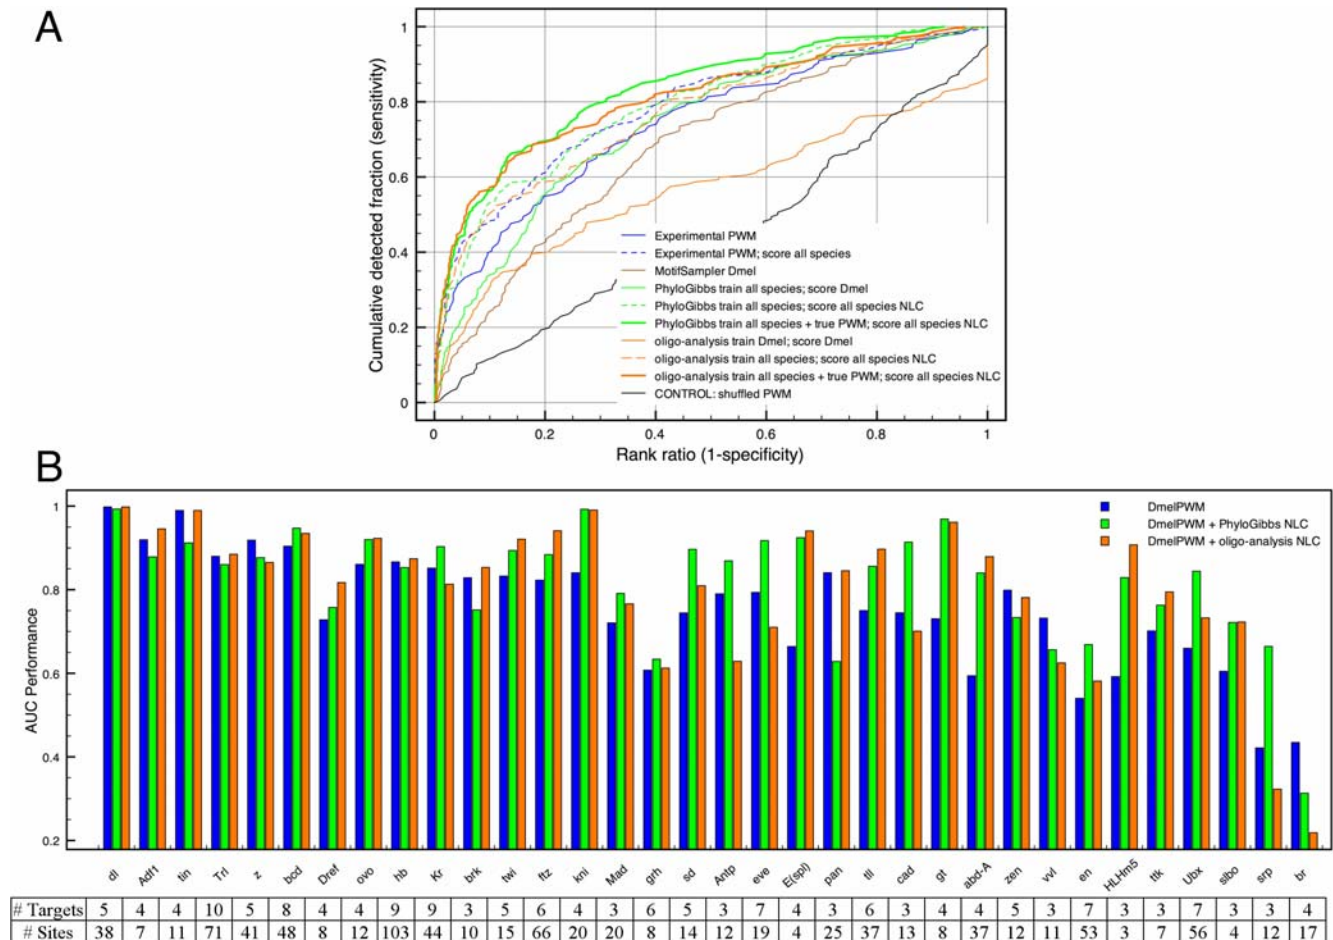 A
Cumulative detected fraction (sensitivity)
1
0.8
0.6
0.4
0.2
0
Experimental PWM
Experimental PWM; score all species
MotifSampler Dmel
PhyloGibbs train all species; score Dmel
PhyloGibbs train all species; score all species NLC
PhyloGibbs train all species + true PWM; score all species NLC
oligo-analysis train Dmel; score Dmel
oligo-analysis train all species; score all species NLC
oligo-analysis train all species + true PWM; score all species NLC
CONTROL: shuffled PWM
0 0.2 0.4 0.6 0.8 1
Rank ratio (1-specificity)
B
AUC Performance
1
0.8
0.6
0.4
0.2
DmelPWM
DmelPWM + PhyloGibbs NLC
DmelPWM + oligo-analysis NLC
dl Adf1 tin Trl z bcd Dref ovo hb Kr brk twi ftz kni Mad grh sd Antp eve E(spl) pan tll cad gt abd-A zen vvl en HLHm5 ttk Ubx slbo srp br
# Targets 5 4 4 10 5 8 4 4 9 9 3 5 6 4 3 6 5 3 7 4 3 6 3 4 4 5 3 7 3 3 7 3 3 4
# Sites 38 7 11 71 41 48 8 12 103 44 10 15 66 20 20 8 14 12 19 4 25 37 13 8 37 12 11 53 3 7 56 4 12 17